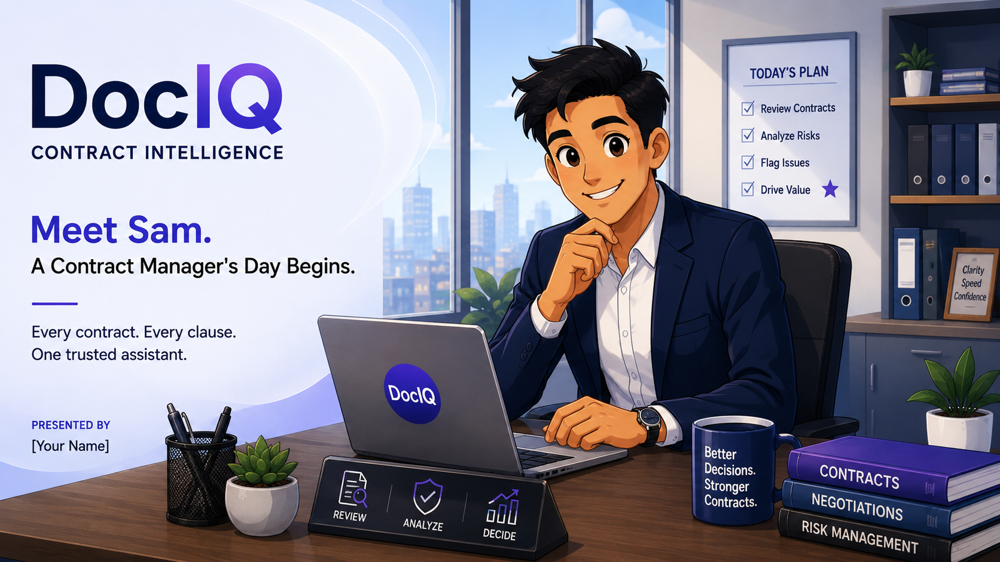 DocIQ
CONTRACT INTELLIGENCE
Meet Sam.
A Contract Manager's Day Begins.
Every contract. Every clause.
One trusted assistant.
PRESENTED BY
[Your Name]
TODAY'S PLAN
Review Contracts
Analyze Risks
Flag Issues
Drive Value
Clarity
Speed
Confidence
DocIQ
REVIEW
ANALYZE
DECIDE
Better
Decisions.
Stronger
Contracts.
CONTRACTS
NEGOTIATIONS
RISK MANAGEMENT